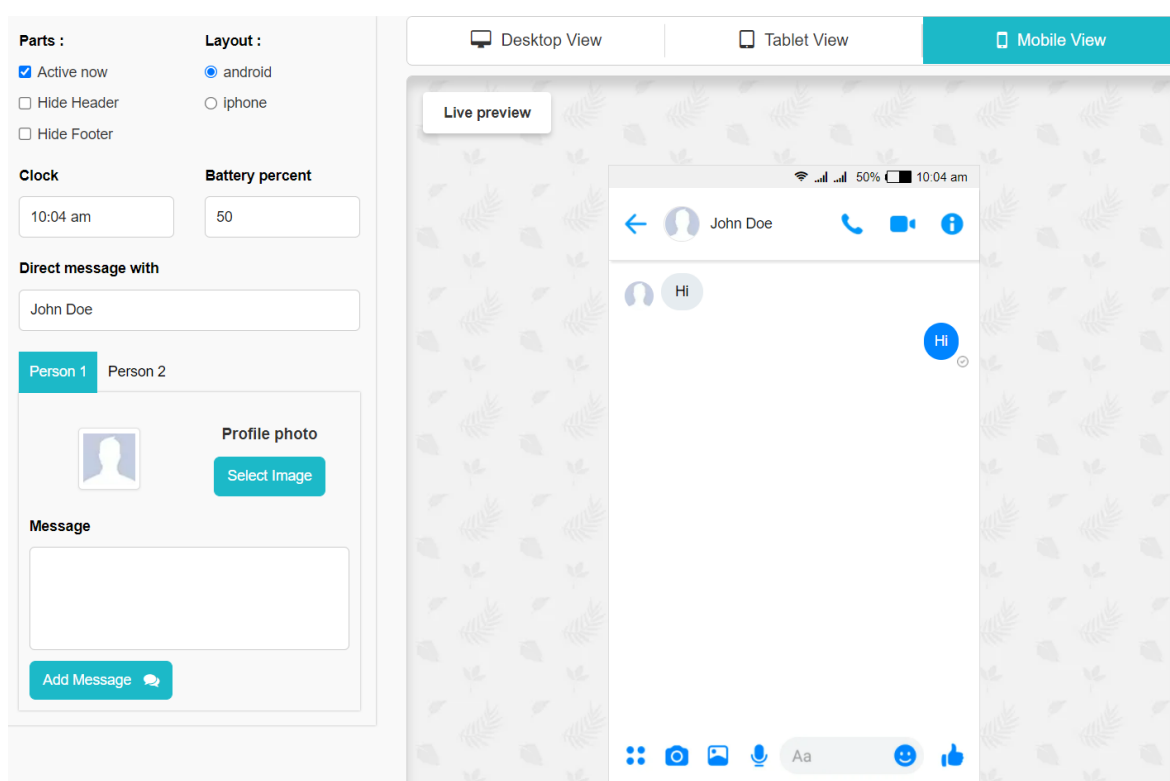 Parts :
Layout :
Active now
android
Hide Header
iphone
Hide Footer
Clock
Battery percent
10:04 am
50
Direct message with
John Doe
Person 1
Person 2
Profile photo
Select Image
Message
Add Message
Desktop View
Tablet View
Mobile View
Live preview
50% 10:04 am
John Doe
Hi
Hi
Aa